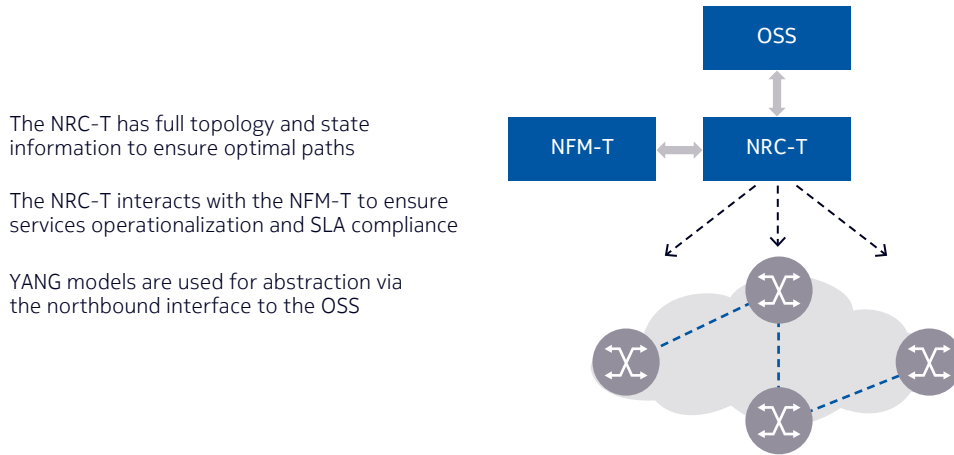 The NRC-T has full topology and state
information to ensure optimal paths
The NRC-T interacts with the NFM-T to ensure
services operationalization and SLA compliance
YANG models are used for abstraction via
the northbound interface to the OSS
OSS
NFM-T
NRC-T